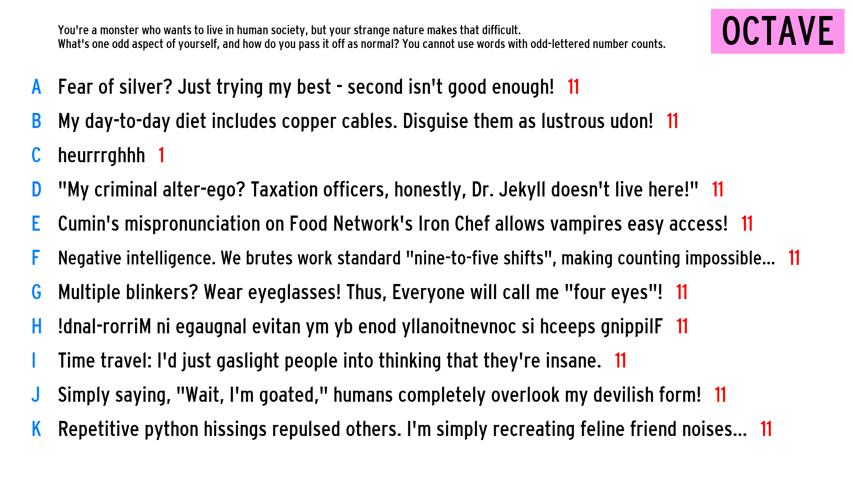 You're a monster who wants to live in human society, but your strange nature makes that difficult.
What's one odd aspect of yourself, and how do you pass it off as normal? You cannot use words with odd-lettered number counts.
OCTAVE
A Fear of silver? Just trying my best - second isn't good enough! 11
B My day-to-day diet includes copper cables. Disguise them as lustrous udon! 11
C heurrrghhh 1
D "My criminal alter-ego? Taxation officers, honestly, Dr. Jekyll doesn't live here!" 11
E Cumin's mispronunciation on Food Network's Iron Chef allows vampires easy access! 11
F Negative intelligence. We brutes work standard "nine-to-five shifts", making counting impossible... 11
G Multiple blinkers? Wear eyeglasses! Thus, Everyone will call me "four eyes"! 11
H !dnal-rorriM ni egaugnal evitan ym yb enod yllanoitnevnoc si hceeps gnippilF 11
I Time travel: I'd just gaslight people into thinking that they're insane. 11
J Simply saying, "Wait, I'm goated," humans completely overlook my devilish form! 11
K Repetitive python hissings repulsed others. I'm simply recreating feline friend noises... 11